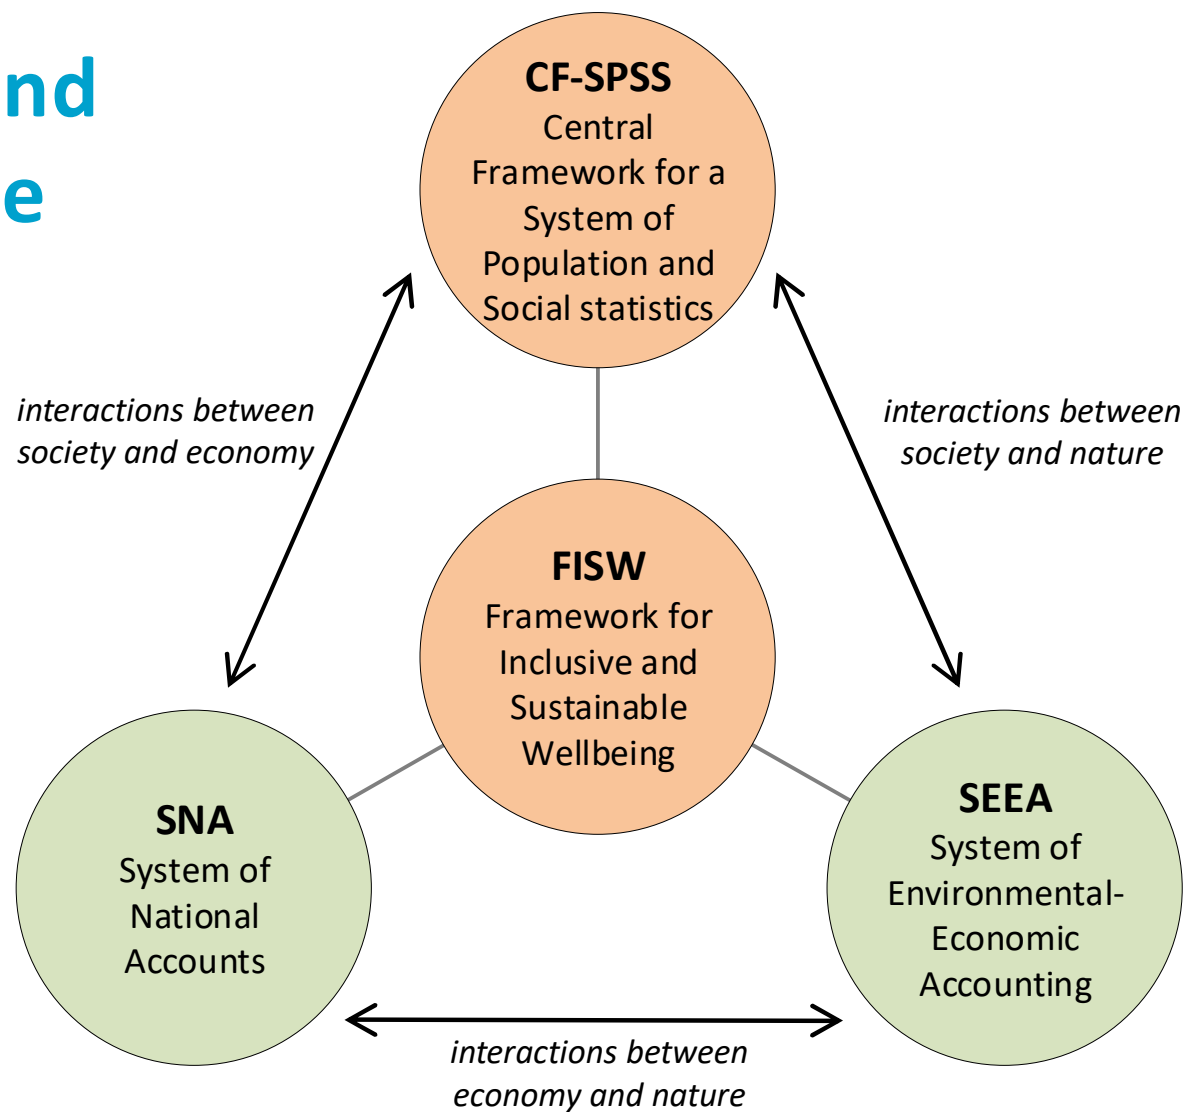 nd
e
CF-SPSS
Central
Framework for a
System of
Population and
Social statistics
interactions between
society and economy
interactions between
society and nature
FISW
Framework for
Inclusive and
Sustainable
Wellbeing
SNA
System of
National
Accounts
SEEA
System of
Environmental-
Economic
Accounting
interactions between
economy and nature